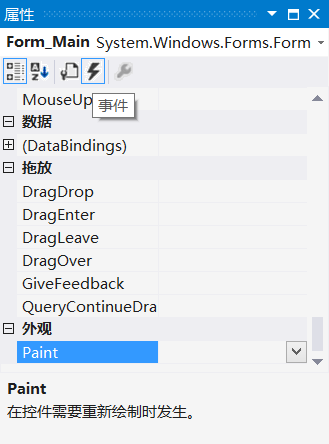 属性
Form_Main System.Windows.Forms.Form
MouseUp
事件
数据
(DataBindings)
拖放
DragDrop
DragEnter
DragLeave
DragOver
GiveFeedback
QueryContinueDra
外观
Paint
Paint
在控件需要重新绘制时发生。